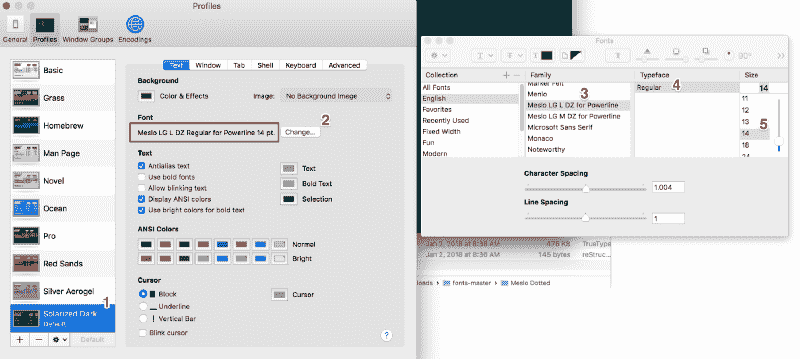 Profiles
General
Profiles
Window Groups
Encodings
Basic
Grass
Homebrew
Man Page
Novel
Ocean
Pro
Red Sands
Silver Aerogel
Solarized Dark
Default
1
+ − Default
Text Window Tab Shell Keyboard Advanced
Background
Color & Effects
Image: No Background Image
Font
2
Meslo LG L DZ Regular for Powerline 14 pt.
Change...
Text
Antialias text
Use bold fonts
Allow blinking text
Display ANSI colors
Use bright colors for bold text
Text
Bold Text
Selection
ANSI Colors
Normal
Bright
Cursor
Block
Underline
Vertical Bar
Blink cursor
Cursor
?
Fonts
90°
Collection + −
All Fonts
English
Favorites
Recently Used
Fixed Width
Fun
Modern
Family
Marker Felt
3
Menlo
Meslo LG L DZ for Powerline
Meslo LG M DZ for Powerline
Microsoft Sans Serif
Monaco
Noteworthy
Typeface
Regular
4
Size
14
11
12
13
5
14
18
24
Character Spacing
1.004
Line Spacing
1
Jan 2, 2018 at 8:36 AM 476 KB TrueType
Jan 2, 2018 at 8:36 AM 145 bytes reStruc...
loads › fonts-master › Meslo Dotted